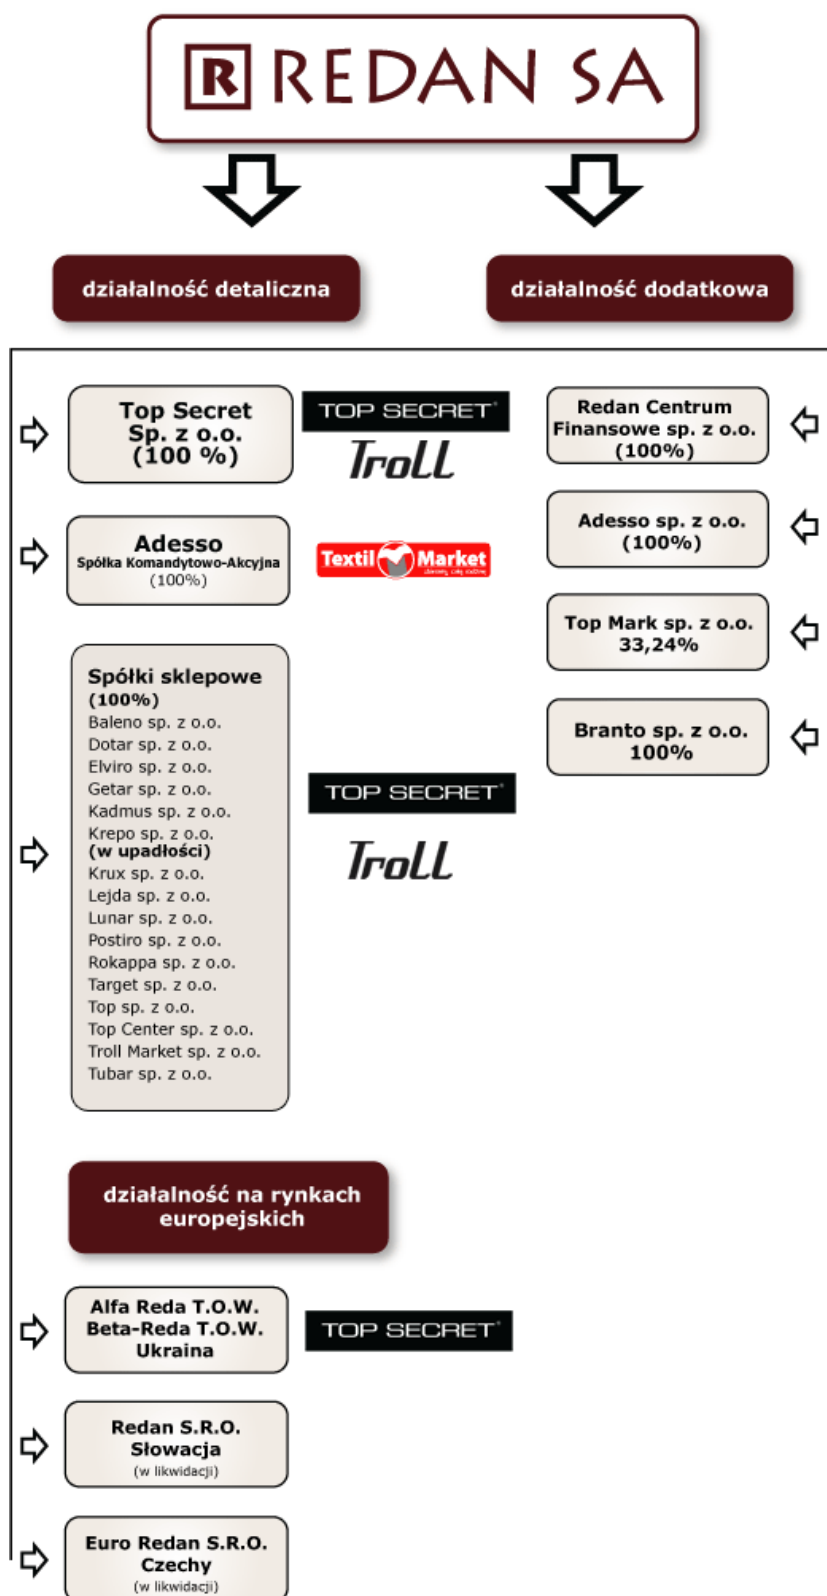 R REDAN SA
działalność detaliczna
działalność dodatkowa
Top Secret
Sp. z o.o.
(100 %)
TOP SECRET®
TroLL
Adesso
Spółka Komandytowo-Akcyjna
(100%)
Textil Market
Spółki sklepowe
(100%)
Baleno sp. z o.o.
Dotar sp. z o.o.
Elviro sp. z o.o.
Getar sp. z o.o.
Kadmus sp. z o.o.
Krepo sp. z o.o.
(w upadłości)
Krux sp. z o.o.
Lejda sp. z o.o.
Lunar sp. z o.o.
Postiro sp. z o.o.
Rokappa sp. z o.o.
Target sp. z o.o.
Top sp. z o.o.
Top Center sp. z o.o.
Troll Market sp. z o.o.
Tubar sp. z o.o.
TOP SECRET®
TroLL
Redan Centrum
Finansowe sp. z o.o.
(100%)
Adesso sp. z o.o.
(100%)
Top Mark sp. z o.o.
33,24%
Branto sp. z o.o.
100%
działalność na rynkach
europejskich
Alfa Reda T.O.W.
Beta-Reda T.O.W.
Ukraina
TOP SECRET®
Redan S.R.O.
Słowacja
(w likwidacji)
Euro Redan S.R.O.
Czechy
(w likwidacji)